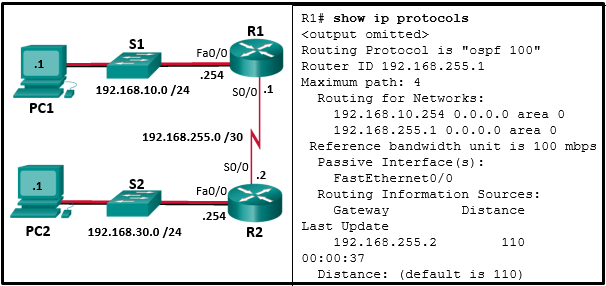 S1
Fa0/0
R1
.1
.254
PC1
192.168.10.0 /24
S0/0
.1
192.168.255.0 /30
S0/0
.1
S2
Fa0/0
.2
.254
PC2
192.168.30.0 /24
R2
R1# show ip protocols
<output omitted>
Routing Protocol is "ospf 100"
Router ID 192.168.255.1
Maximum path: 4
Routing for Networks:
192.168.10.254 0.0.0.0 area 0
192.168.255.1 0.0.0.0 area 0
Reference bandwidth unit is 100 mbps
Passive Interface(s):
FastEthernet0/0
Routing Information Sources:
Gateway Distance
Last Update
192.168.255.2 110
00:00:37
Distance: (default is 110)